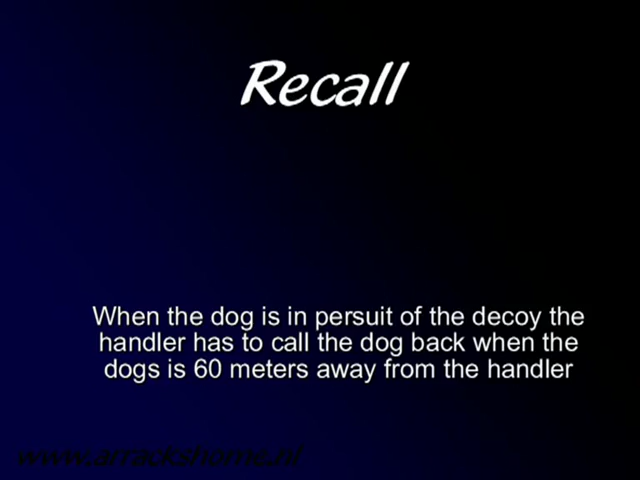 Recall
When the dog is in persuit of the decoy the
handler has to call the dog back when the
dogs is 60 meters away from the handler
www.arrackshome.nl